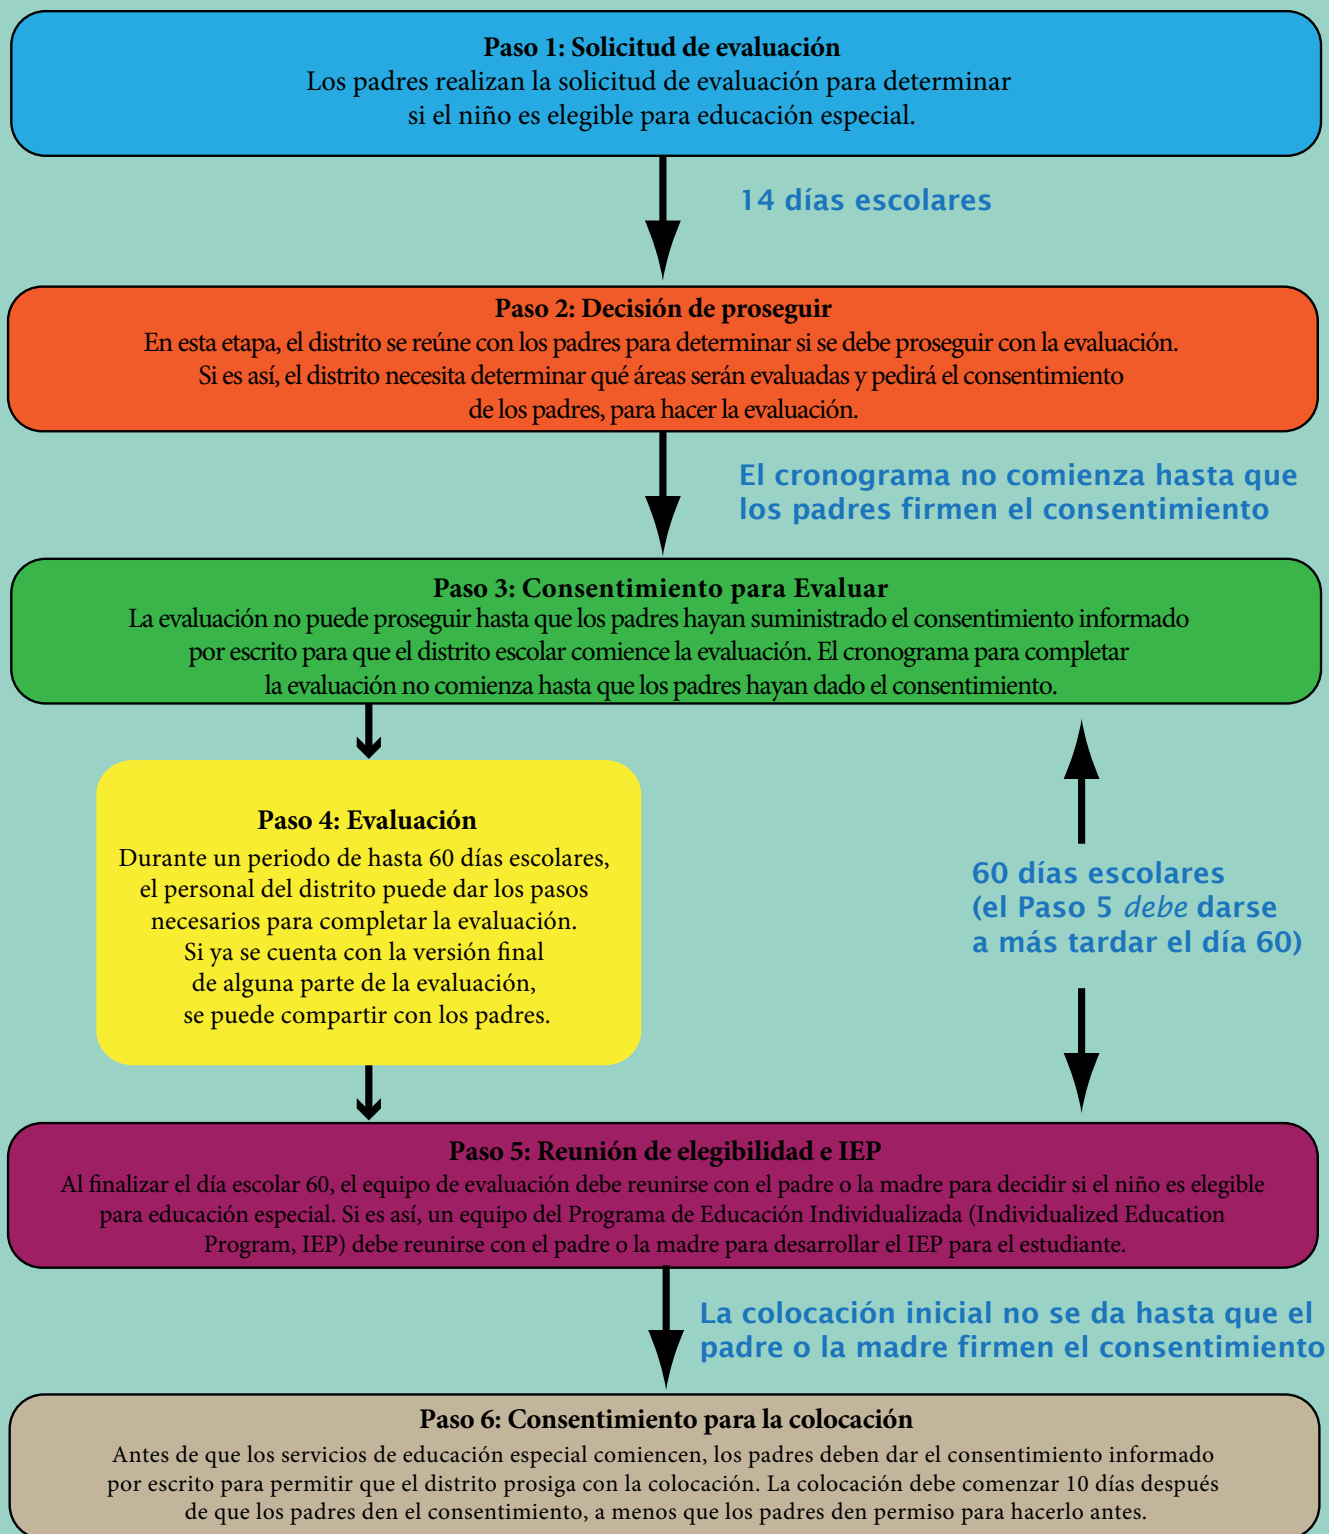 Paso 1: Solicitud de evaluación
Los padres realizan la solicitud de evaluación para determinar
si el niño es elegible para educación especial.
14 días escolares
Paso 2: Decisión de proseguir
En esta etapa, el distrito se reúne con los padres para determinar si se debe proseguir con la evaluación.
Si es así, el distrito necesita determinar qué áreas serán evaluadas y pedirá el consentimiento
de los padres, para hacer la evaluación.
El cronograma no comienza hasta que
los padres firmen el consentimiento
Paso 3: Consentimiento para Evaluar
La evaluación no puede proseguir hasta que los padres hayan suministrado el consentimiento informado
por escrito para que el distrito escolar comience la evaluación. El cronograma para completar
la evaluación no comienza hasta que los padres hayan dado el consentimiento.
Paso 4: Evaluación
Durante un periodo de hasta 60 días escolares,
el personal del distrito puede dar los pasos
necesarios para completar la evaluación.
Si ya se cuenta con la versión final
de alguna parte de la evaluación,
se puede compartir con los padres.
60 días escolares
(el Paso 5 debe darse
a más tardar el día 60)
Paso 5: Reunión de elegibilidad e IEP
Al finalizar el día escolar 60, el equipo de evaluación debe reunirse con el padre o la madre para decidir si el niño es elegible
para educación especial. Si es así, un equipo del Programa de Educación Individualizada (Individualized Education
Program, IEP) debe reunirse con el padre o la madre para desarrollar el IEP para el estudiante.
La colocación inicial no se da hasta que el
padre o la madre firmen el consentimiento
Paso 6: Consentimiento para la colocación
Antes de que los servicios de educación especial comiencen, los padres deben dar el consentimiento informado
por escrito para permitir que el distrito prosiga con la colocación. La colocación debe comenzar 10 días después
de que los padres den el consentimiento, a menos que los padres den permiso para hacerlo antes.